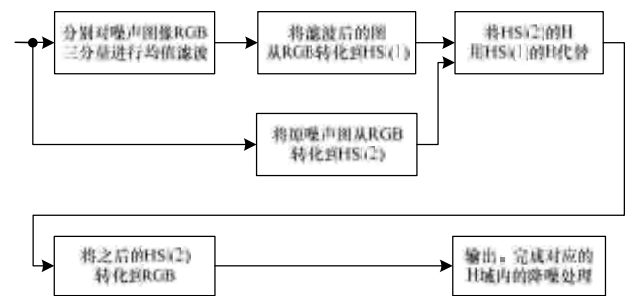 分别对噪声图像RGB
三分量进行均值滤波
将滤波后的图
从RGB转化到HSI(1)
将HSI(2)的H
用HSI(1)的H代替
将原噪声图从RGB
转化到HSI(2)
将之后的HSI(2)
转化到RGB
输出。完成对应的
H域内的降噪处理